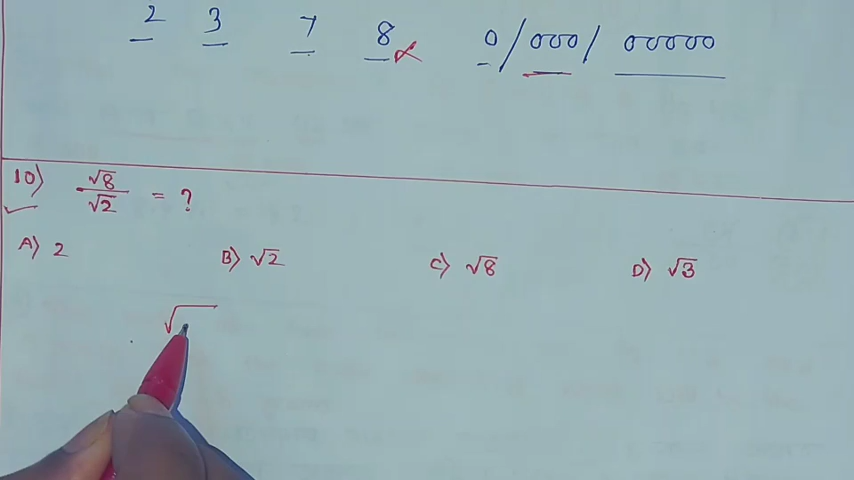 2 3 7 8 0/000/ 00000
10) √8/√2 = ?
A) 2 B) √2 C) √8 D) √3
√